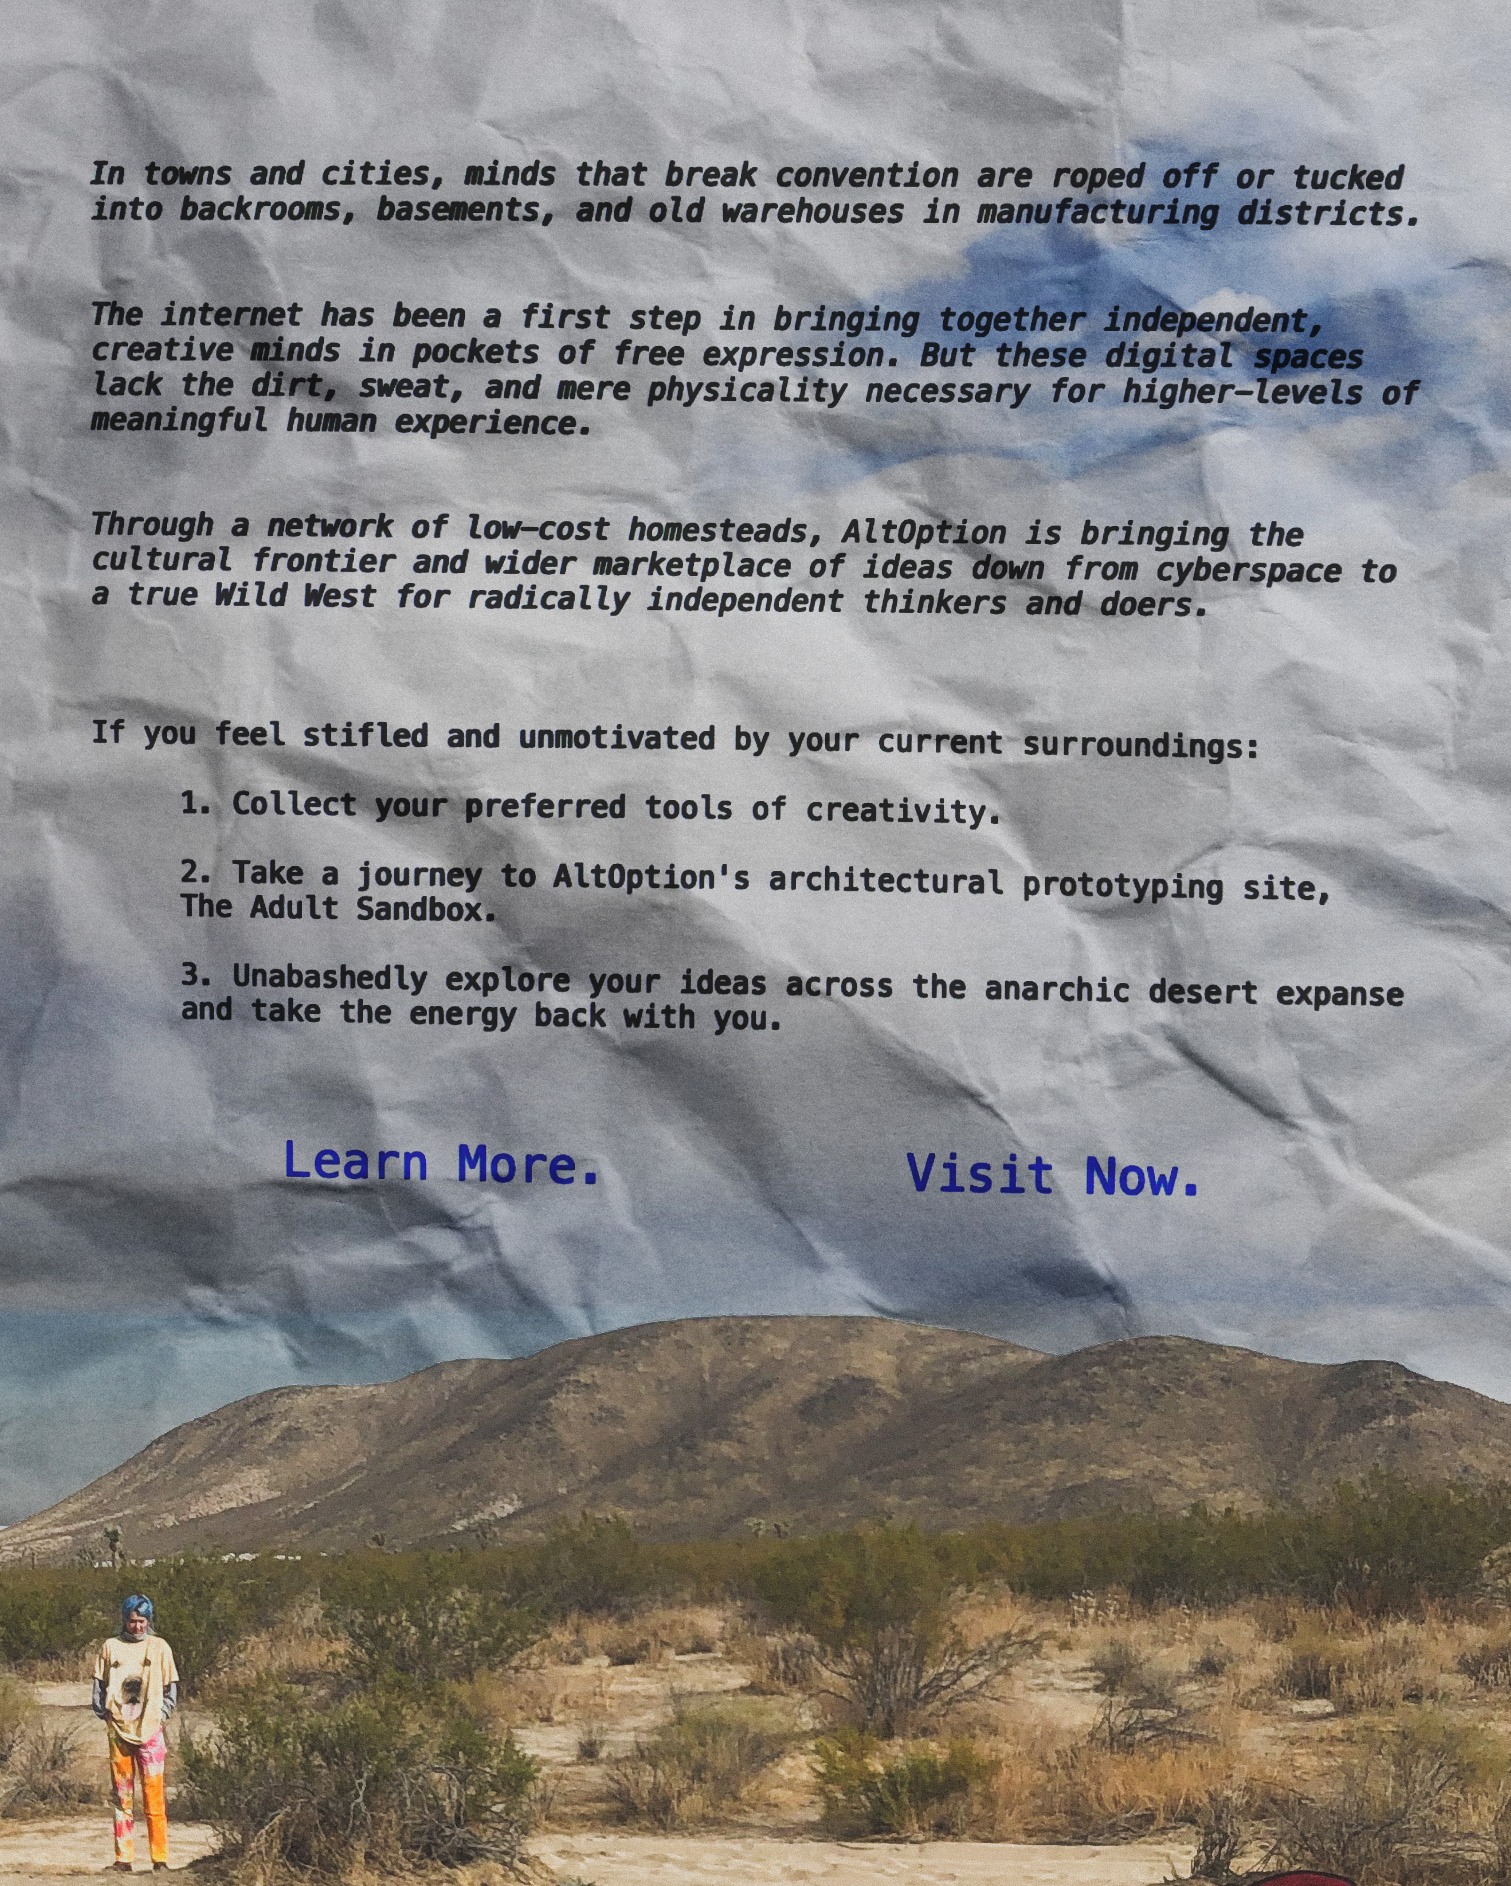 In towns and cities, minds that break convention are roped off or tucked
into backrooms, basements, and old warehouses in manufacturing districts.
The internet has been a first step in bringing together independent,
creative minds in pockets of free expression. But these digital spaces
lack the dirt, sweat, and mere physicality necessary for higher-levels of
meaningful human experience.
Through a network of low-cost homesteads, AltOption is bringing the
cultural frontier and wider marketplace of ideas down from cyberspace to
a true Wild West for radically independent thinkers and doers.
If you feel stifled and unmotivated by your current surroundings:
1. Collect your preferred tools of creativity.
2. Take a journey to AltOption's architectural prototyping site,
The Adult Sandbox.
3. Unabashedly explore your ideas across the anarchic desert expanse
and take the energy back with you.
Learn More.
Visit Now.